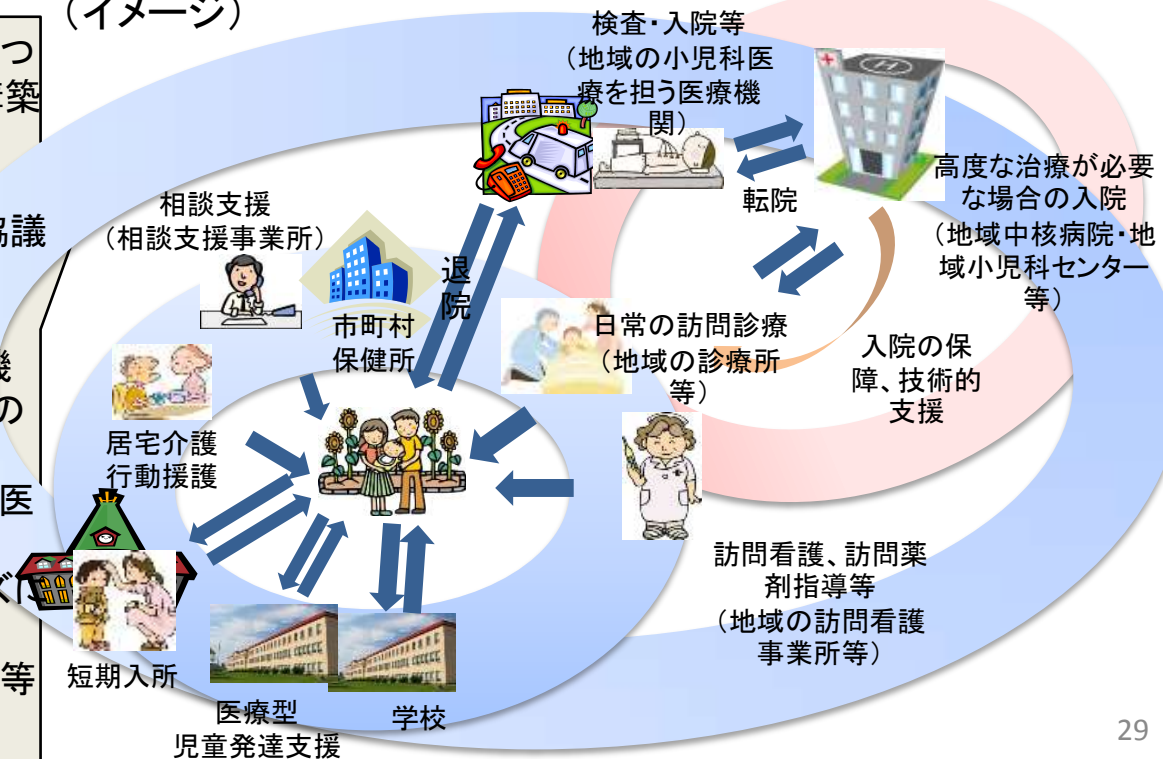 （イメージ）
つ
築
協議
機
の
医
ズに
等
検査・入院等
（地域の小児科医
療を担う医療機
関）
転院
高度な治療が必要
な場合の入院
（地域中核病院・地
域小児科センター
等）
相談支援
（相談支援事業所）
市町村
保健所
退
院
日常の訪問診療
（地域の診療所
等）
入院の保
障、技術的
支援
居宅介護
行動援護
訪問看護、訪問薬
剤指導等
（地域の訪問看護
事業所等）
短期入所
医療型
児童発達支援
学校
29